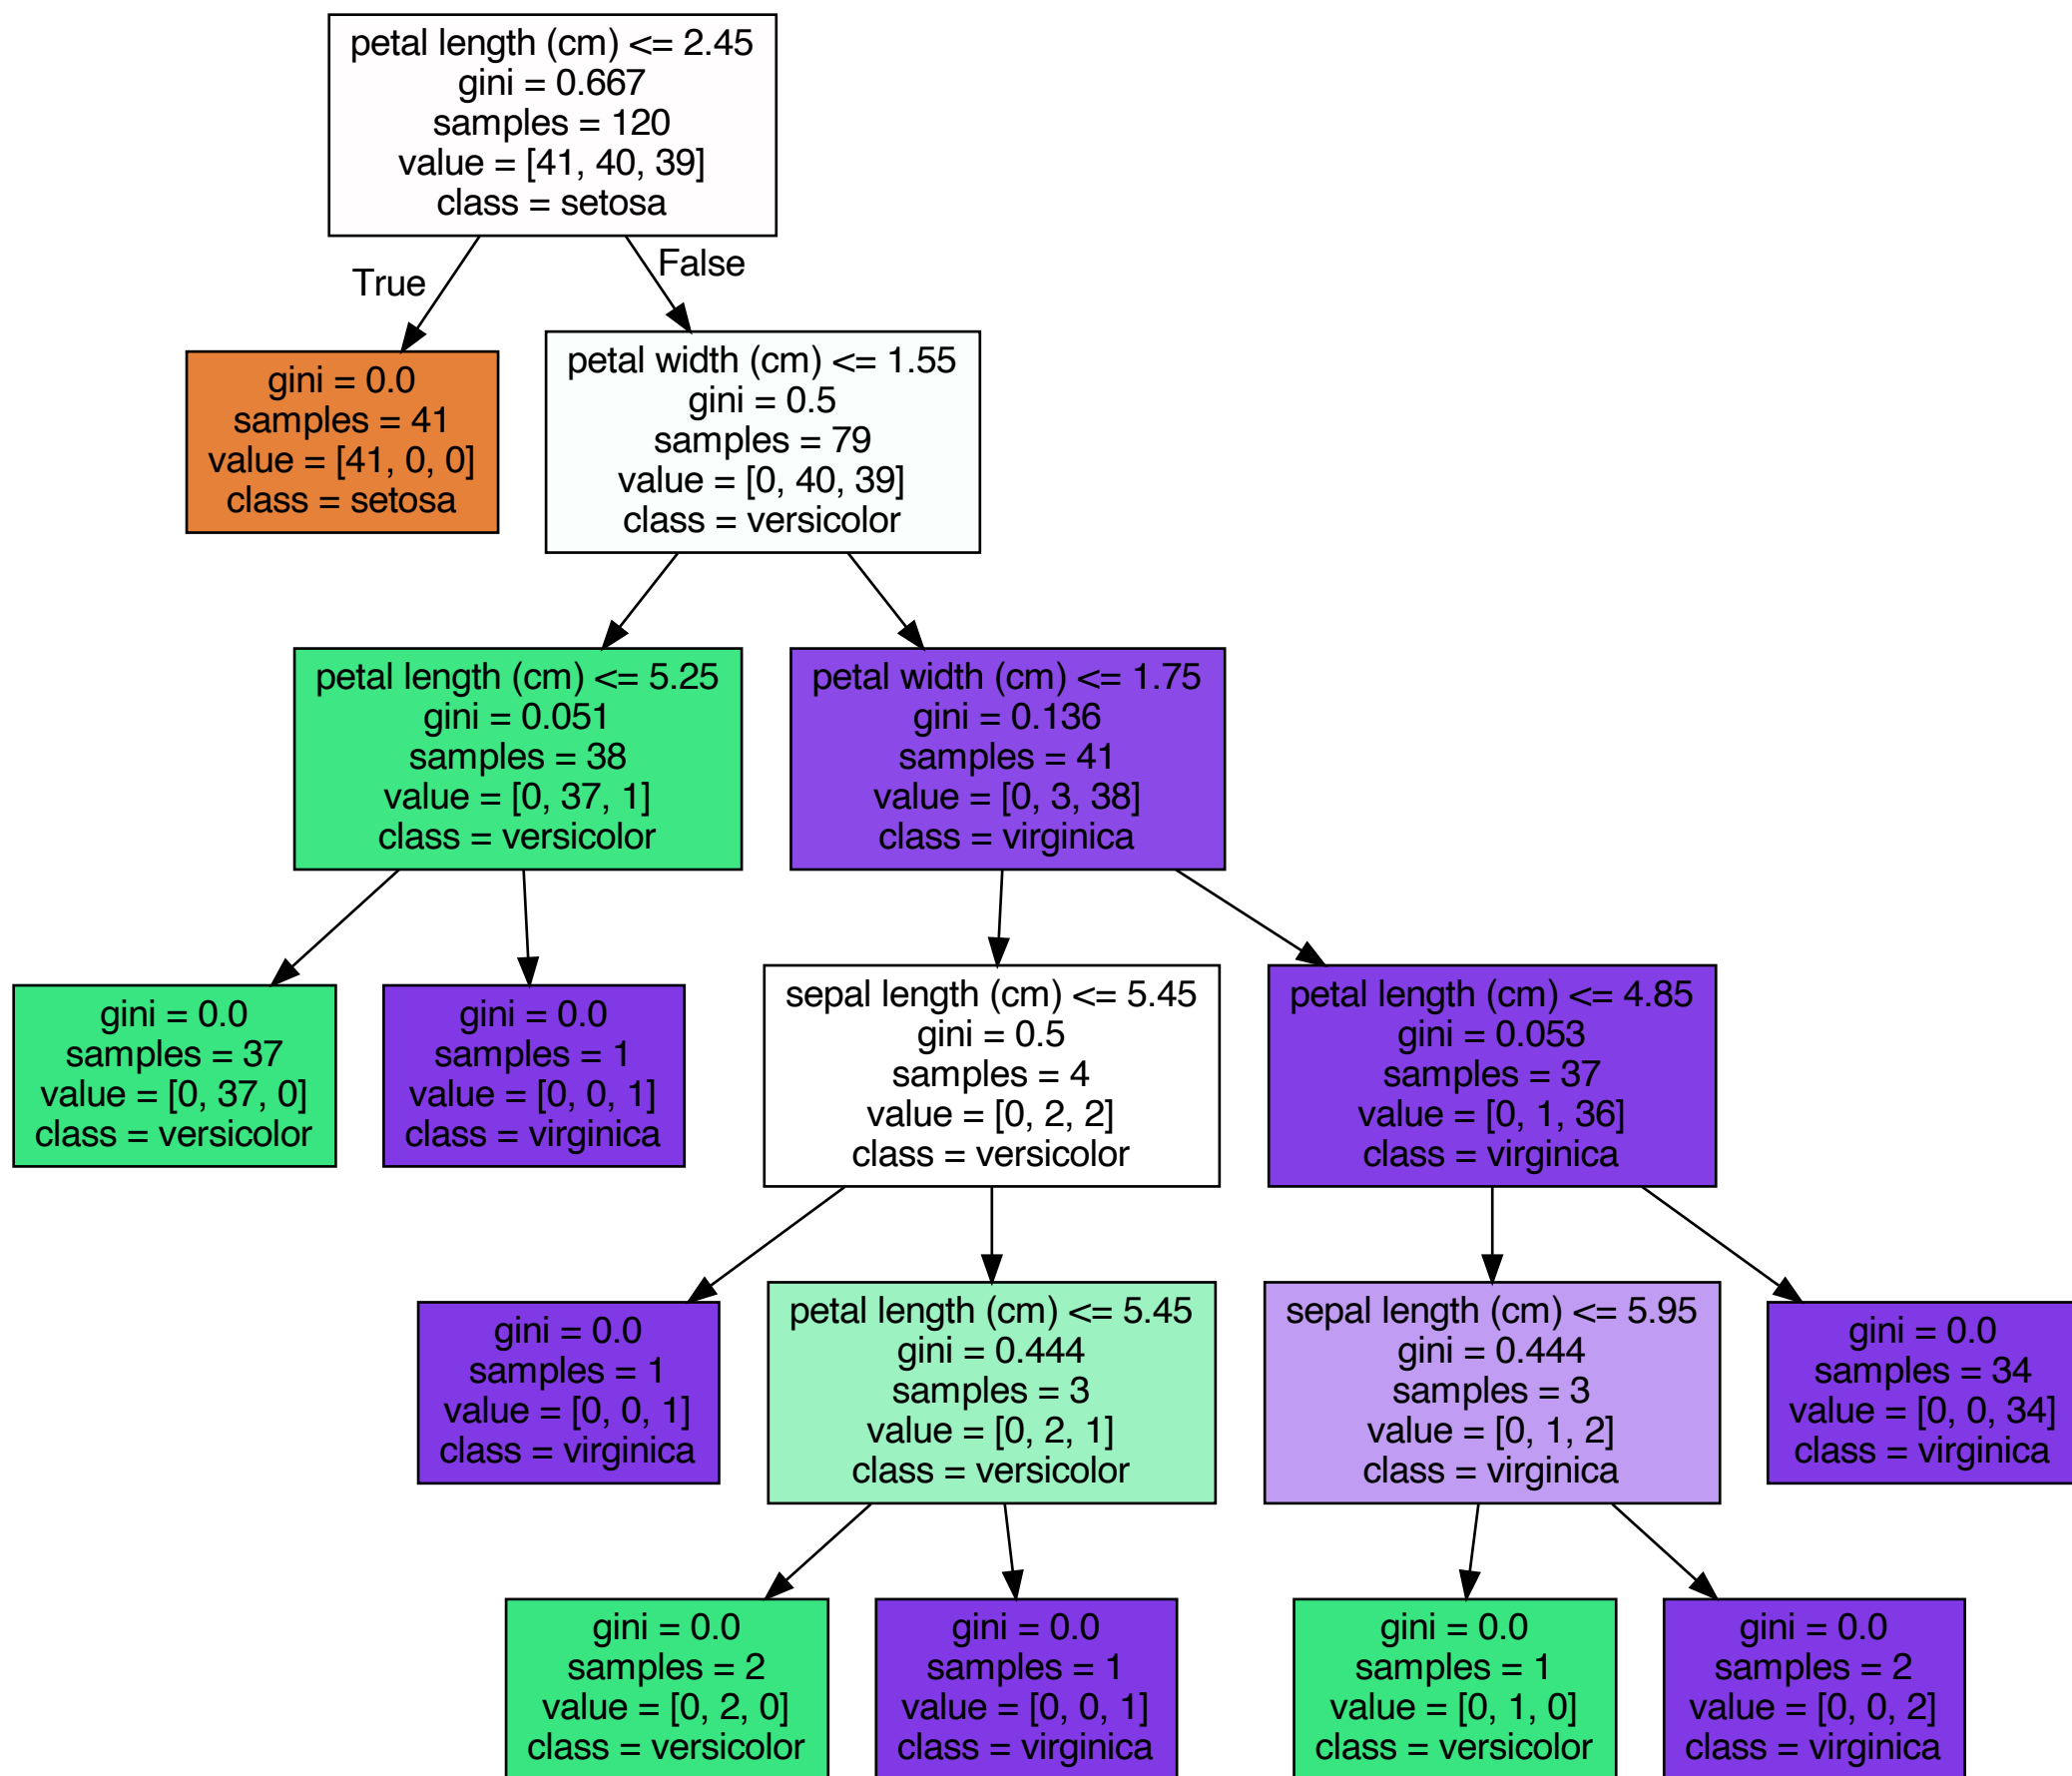 petal length (cm) <= 2.45
gini = 0.667
samples = 120
value = [41, 40, 39]
class = setosa
True
False
gini = 0.0
samples = 41
value = [41, 0, 0]
class = setosa
petal width (cm) <= 1.55
gini = 0.5
samples = 79
value = [0, 40, 39]
class = versicolor
petal length (cm) <= 5.25
gini = 0.051
samples = 38
value = [0, 37, 1]
class = versicolor
petal width (cm) <= 1.75
gini = 0.136
samples = 41
value = [0, 3, 38]
class = virginica
gini = 0.0
samples = 37
value = [0, 37, 0]
class = versicolor
gini = 0.0
samples = 1
value = [0, 0, 1]
class = virginica
sepal length (cm) <= 5.45
gini = 0.5
samples = 4
value = [0, 2, 2]
class = versicolor
petal length (cm) <= 4.85
gini = 0.053
samples = 37
value = [0, 1, 36]
class = virginica
gini = 0.0
samples = 1
value = [0, 0, 1]
class = virginica
petal length (cm) <= 5.45
gini = 0.444
samples = 3
value = [0, 2, 1]
class = versicolor
sepal length (cm) <= 5.95
gini = 0.444
samples = 3
value = [0, 1, 2]
class = virginica
gini = 0.0
samples = 34
value = [0, 0, 34]
class = virginica
gini = 0.0
samples = 2
value = [0, 2, 0]
class = versicolor
gini = 0.0
samples = 1
value = [0, 0, 1]
class = virginica
gini = 0.0
samples = 1
value = [0, 1, 0]
class = versicolor
gini = 0.0
samples = 2
value = [0, 0, 2]
class = virginica